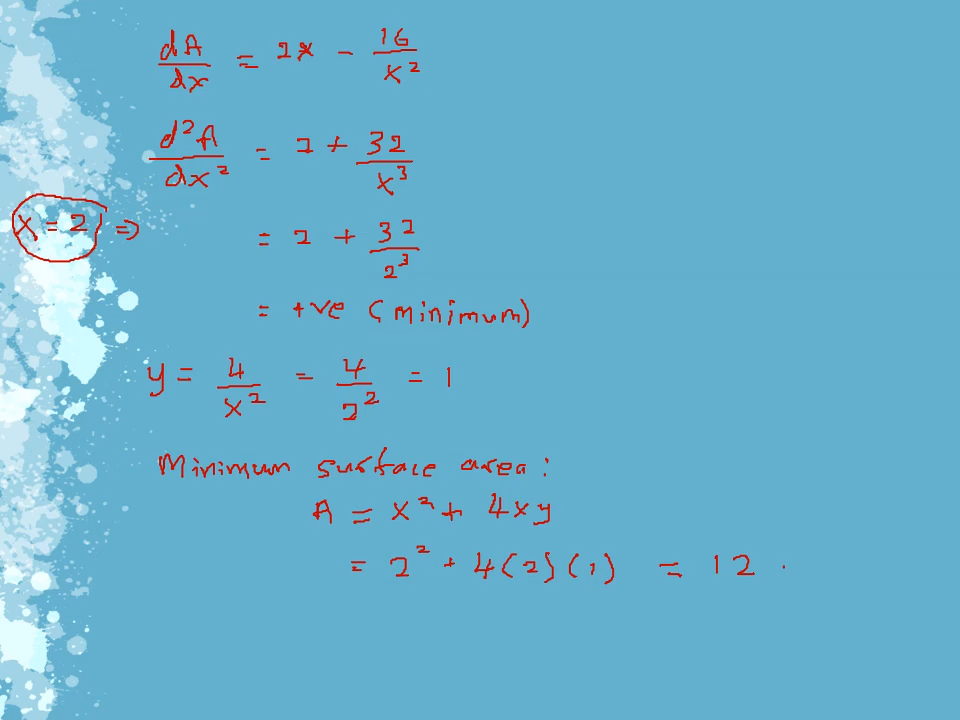 dA/dx = 2x - 16/x²
d²A/dx² = 2 + 32/x³
x = 2 ⇒ = 2 + 32/2³
= +ve (minimum)
y = 4/x² = 4/2² = 1
Minimum surface area:
A = x² + 4xy
= 2² + 4(2)(1) = 12.